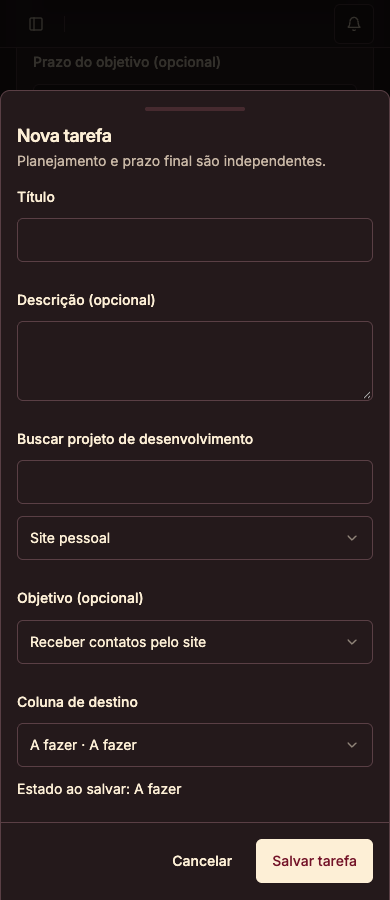 Prazo do objetivo (opcional)
Nova tarefa
Planejamento e prazo final são independentes.
Título
Descrição (opcional)
Buscar projeto de desenvolvimento
Site pessoal
Objetivo (opcional)
Receber contatos pelo site
Coluna de destino
A fazer · A fazer
Estado ao salvar: A fazer
Cancelar
Salvar tarefa